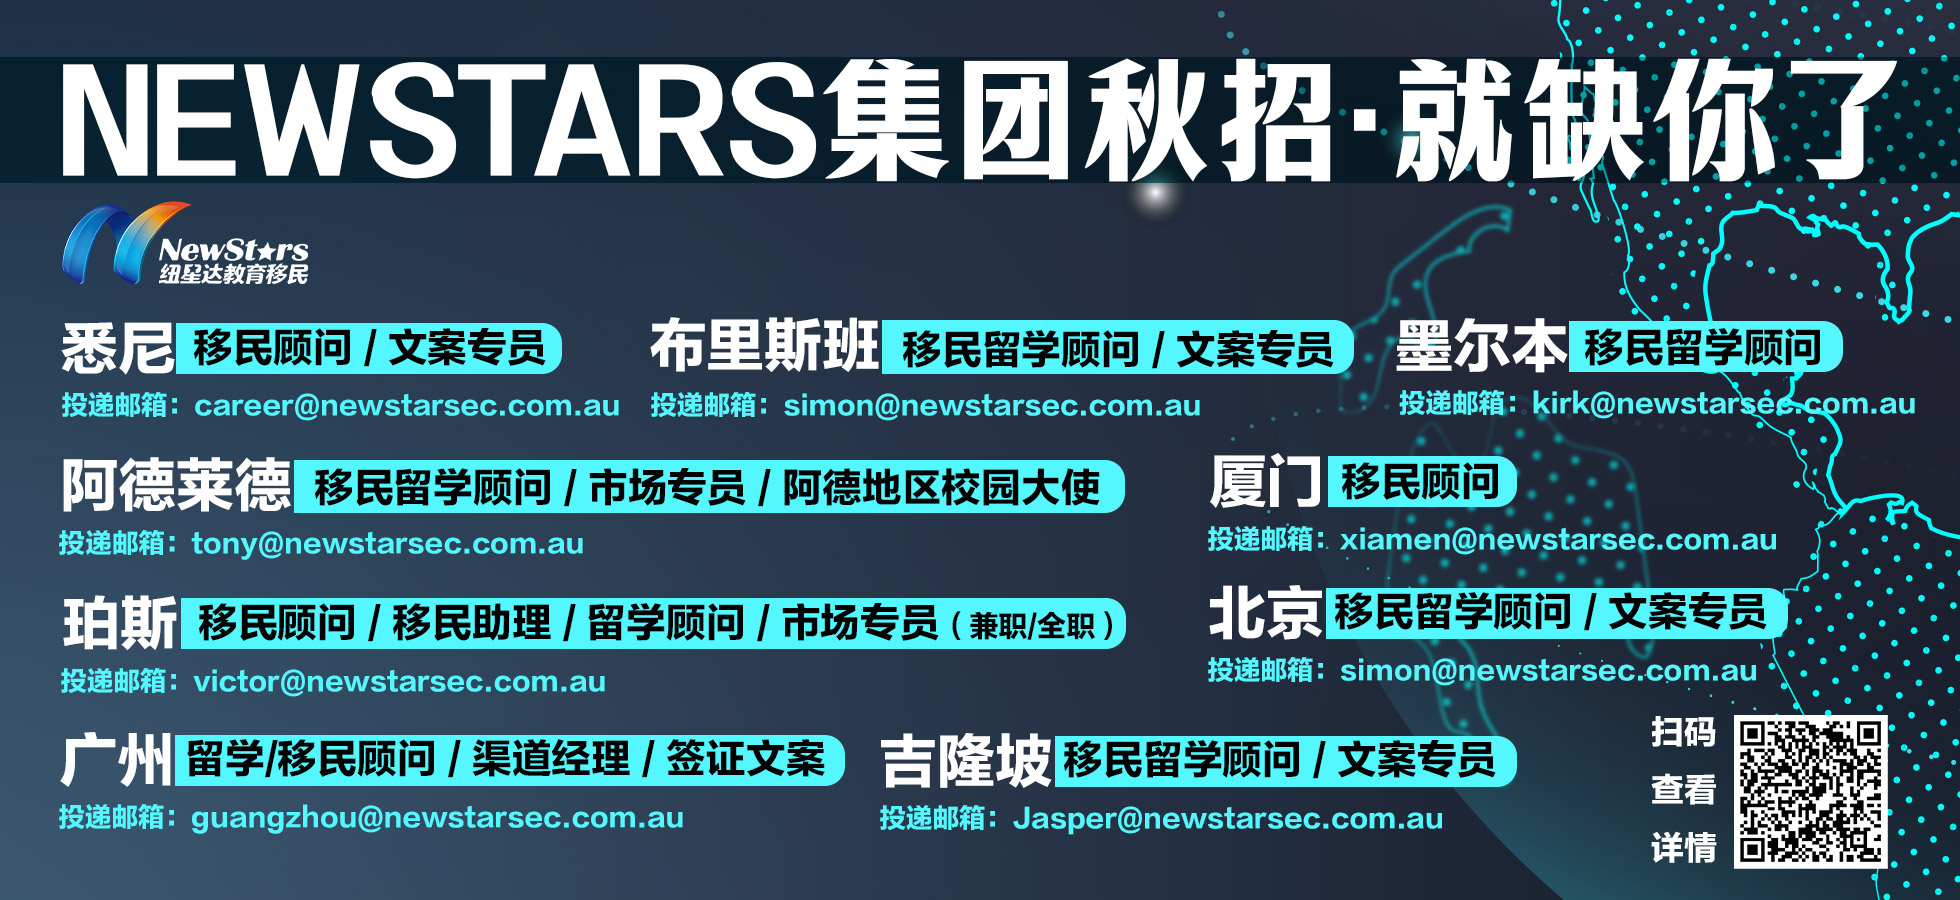 NEWSTARS集团秋招·就缺你了
NewStars
纽星达教育移民
悉尼 移民顾问 / 文案专员
投递邮箱：career@newstarsec.com.au
布里斯班 移民留学顾问 / 文案专员
投递邮箱：simon@newstarsec.com.au
墨尔本 移民留学顾问
投递邮箱：kirk@newstarsec.com.au
阿德莱德 移民留学顾问 / 市场专员 / 阿德地区校园大使
投递邮箱：tony@newstarsec.com.au
厦门 移民顾问
投递邮箱：xiamen@newstarsec.com.au
珀斯 移民顾问 / 移民助理 / 留学顾问 / 市场专员（兼职/全职）
投递邮箱：victor@newstarsec.com.au
北京 移民留学顾问 / 文案专员
投递邮箱：simon@newstarsec.com.au
广州 留学/移民顾问 / 渠道经理 / 签证文案
投递邮箱：guangzhou@newstarsec.com.au
吉隆坡 移民留学顾问 / 文案专员
投递邮箱：Jasper@newstarsec.com.au
扫码
查看
详情